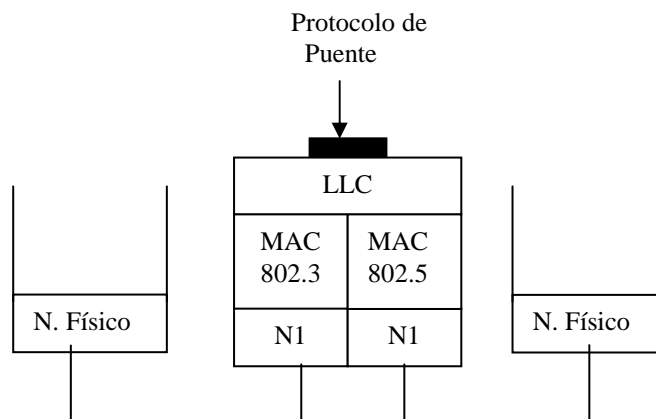 Protocolo de
Puente
LLC
MAC
802.3
MAC
802.5
N. Físico
N1
N1
N. Físico